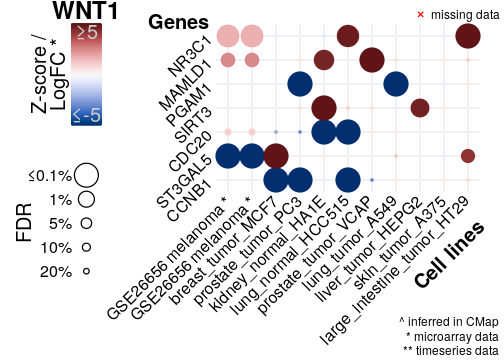 WNT1
Genes
× missing data
Z-score /
LogFC *
≥5
≤-5
NR3C1
MAMLD1
PGAM1
SIRT3
CDC20
ST3GAL5
CCNB1
FDR
≤0.1%
1%
5%
10%
20%
GSE26656 melanoma *
GSE26656 melanoma *
breast_tumor_MCF7
prostate_tumor_PC3
kidney_normal_HA1E
lung_normal_HCC515
prostate_tumor_VCAP
lung_tumor_A549
liver_tumor_HEPG2
skin_tumor_A375
large_intestine_tumor_HT29
Cell lines
^ inferred in CMap
* microarray data
** timeseries data